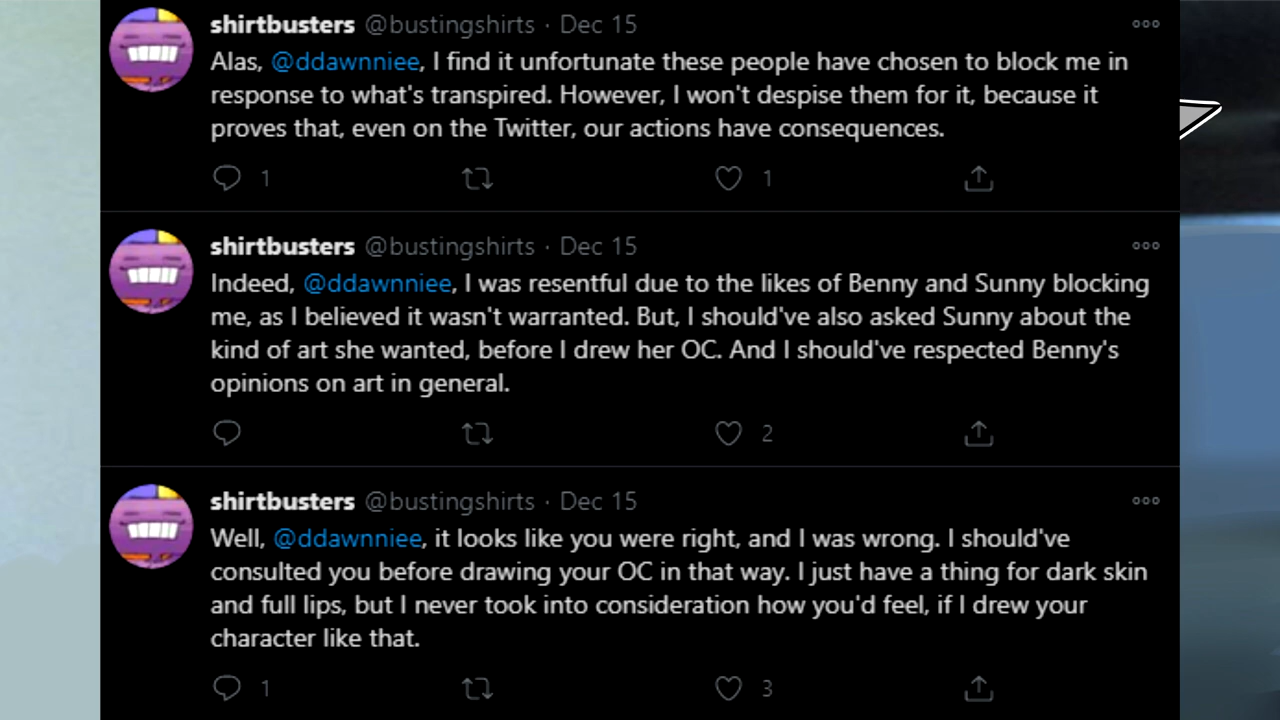 shirtbusters @bustingshirts · Dec 15
Alas, @ddawnniee, I find it unfortunate these people have chosen to block me in
response to what's transpired. However, I won't despise them for it, because it
proves that, even on the Twitter, our actions have consequences.
1 1
shirtbusters @bustingshirts · Dec 15
Indeed, @ddawnniee, I was resentful due to the likes of Benny and Sunny blocking
me, as I believed it wasn't warranted. But, I should've also asked Sunny about the
kind of art she wanted, before I drew her OC. And I should've respected Benny's
opinions on art in general.
2
shirtbusters @bustingshirts · Dec 15
Well, @ddawnniee, it looks like you were right, and I was wrong. I should've
consulted you before drawing your OC in that way. I just have a thing for dark skin
and full lips, but I never took into consideration how you'd feel, if I drew your
character like that.
1 3